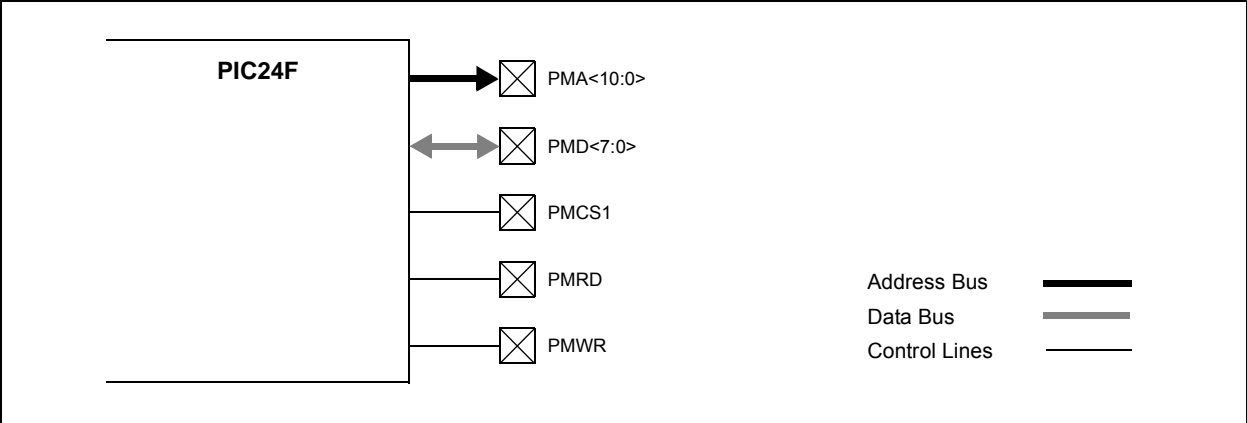 PIC24F
PMA<10:0>
PMD<7:0>
PMCS1
PMRD
PMWR
Address Bus
Data Bus
Control Lines